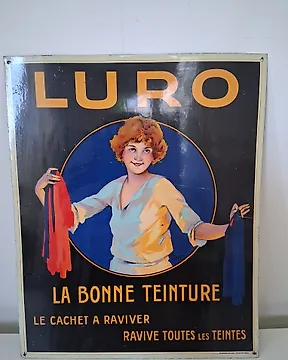 LURO
LA BONNE TEINTURE
LE CACHET A RAVIVER
RAVIVE TOUTES LES TEINTES